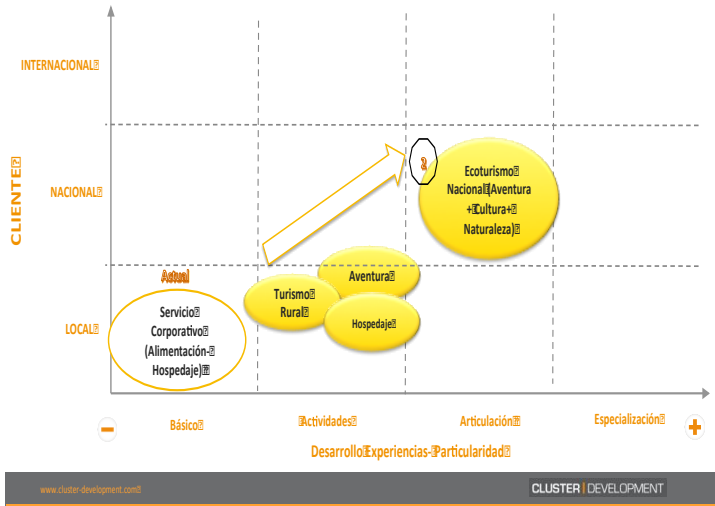 INTERNACIONAL
CLIENTE
NACIONAL
LOCAL
2
Ecoturismo
Nacional (Aventura
+ Cultura+
Naturaleza)
Actual
Servicio
Corporativo
(Alimentación-
Hospedaje)
Turismo
Rural
Aventura
Hospedaje
Básico
Actividades
Articulación
Especialización
Desarrollo Experiencias- Particularidad
www.cluster-development.com
CLUSTER | DEVELOPMENT